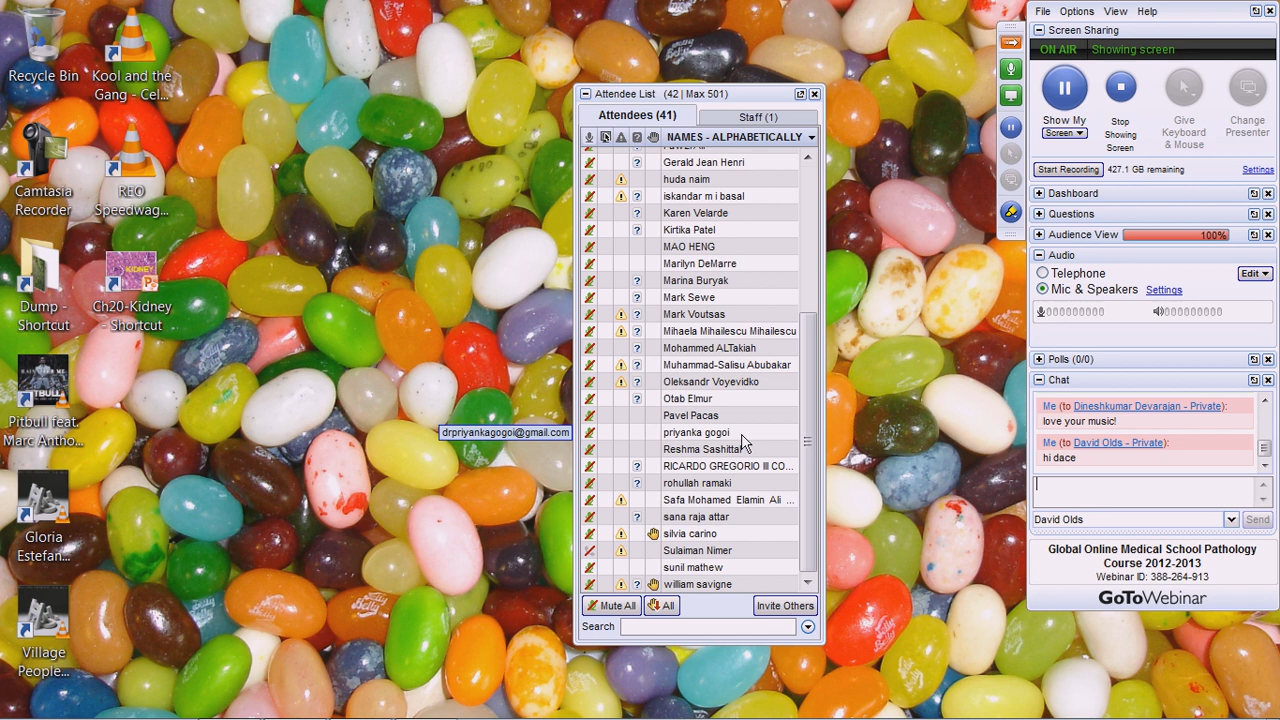 Recycle Bin
Kool and the
Gang - Cel...
Camtasia
Recorder
REO
Speedwag...
Dump -
Shortcut
KIDNEY
Ch20-Kidney
- Shortcut
PITBULL
Pitbull feat.
Marc Antho...
Gloria
Estefan...
Village
People...
drpriyankagogoi@gmail.com
Attendee List (42 | Max 501)
Attendees (41)
Staff (1)
NAMES - ALPHABETICALLY
Gerald Jean Henri
huda naim
iskandar m i basal
Karen Velarde
Kirtika Patel
MAO HENG
Marilyn DeMarre
Marina Buryak
Mark Sewe
Mark Voutsas
Mihaela Mihailescu Mihailescu
Mohammed ALTakiah
Muhammad-Salisu Abubakar
Oleksandr Voyevidko
Otab Elmur
Pavel Pacas
priyanka gogoi
Reshma Sashittal
RICARDO GREGORIO III CO...
rohullah ramaki
Safa Mohamed Elamin Ali ...
sana raja attar
silvia carino
Sulaiman Nimer
sunil mathew
william savigne
Mute All
All
Invite Others
Search
File Options View Help
Screen Sharing
ON AIR Showing screen
Show My
Screen
Stop
Showing
Screen
Give
Keyboard
& Mouse
Change
Presenter
Start Recording 427.1 GB remaining Settings
Dashboard
Questions
Audience View 100%
Audio
Telephone
Edit
Mic & Speakers Settings
Polls (0/0)
Chat
Me (to Dineshkumar Devarajan - Private):
love your music!
Me (to David Olds - Private):
hi dace
David Olds
Send
Global Online Medical School Pathology
Course 2012-2013
Webinar ID: 388-264-913
GoToWebinar